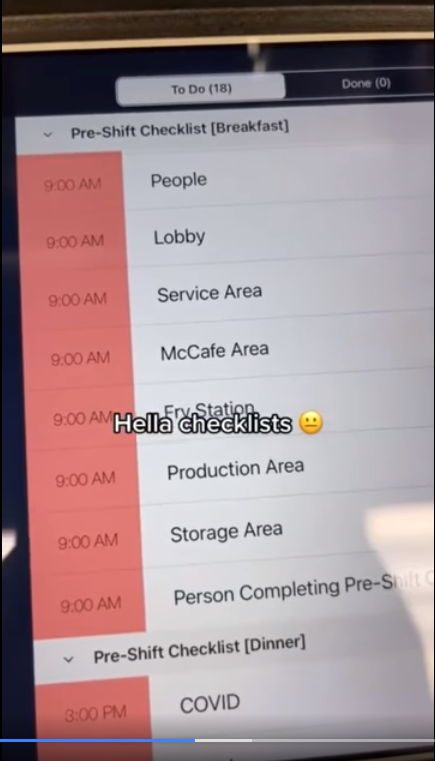 To Do (18)
Done (0)
Pre-Shift Checklist [Breakfast]
9:00 AM People
9:00 AM Lobby
9:00 AM Service Area
9:00 AM McCafe Area
9:00 AM Fry Station
Hella checklists 😐
9:00 AM Production Area
9:00 AM Storage Area
9:00 AM Person Completing Pre-Shift
Pre-Shift Checklist [Dinner]
3:00 PM COVID